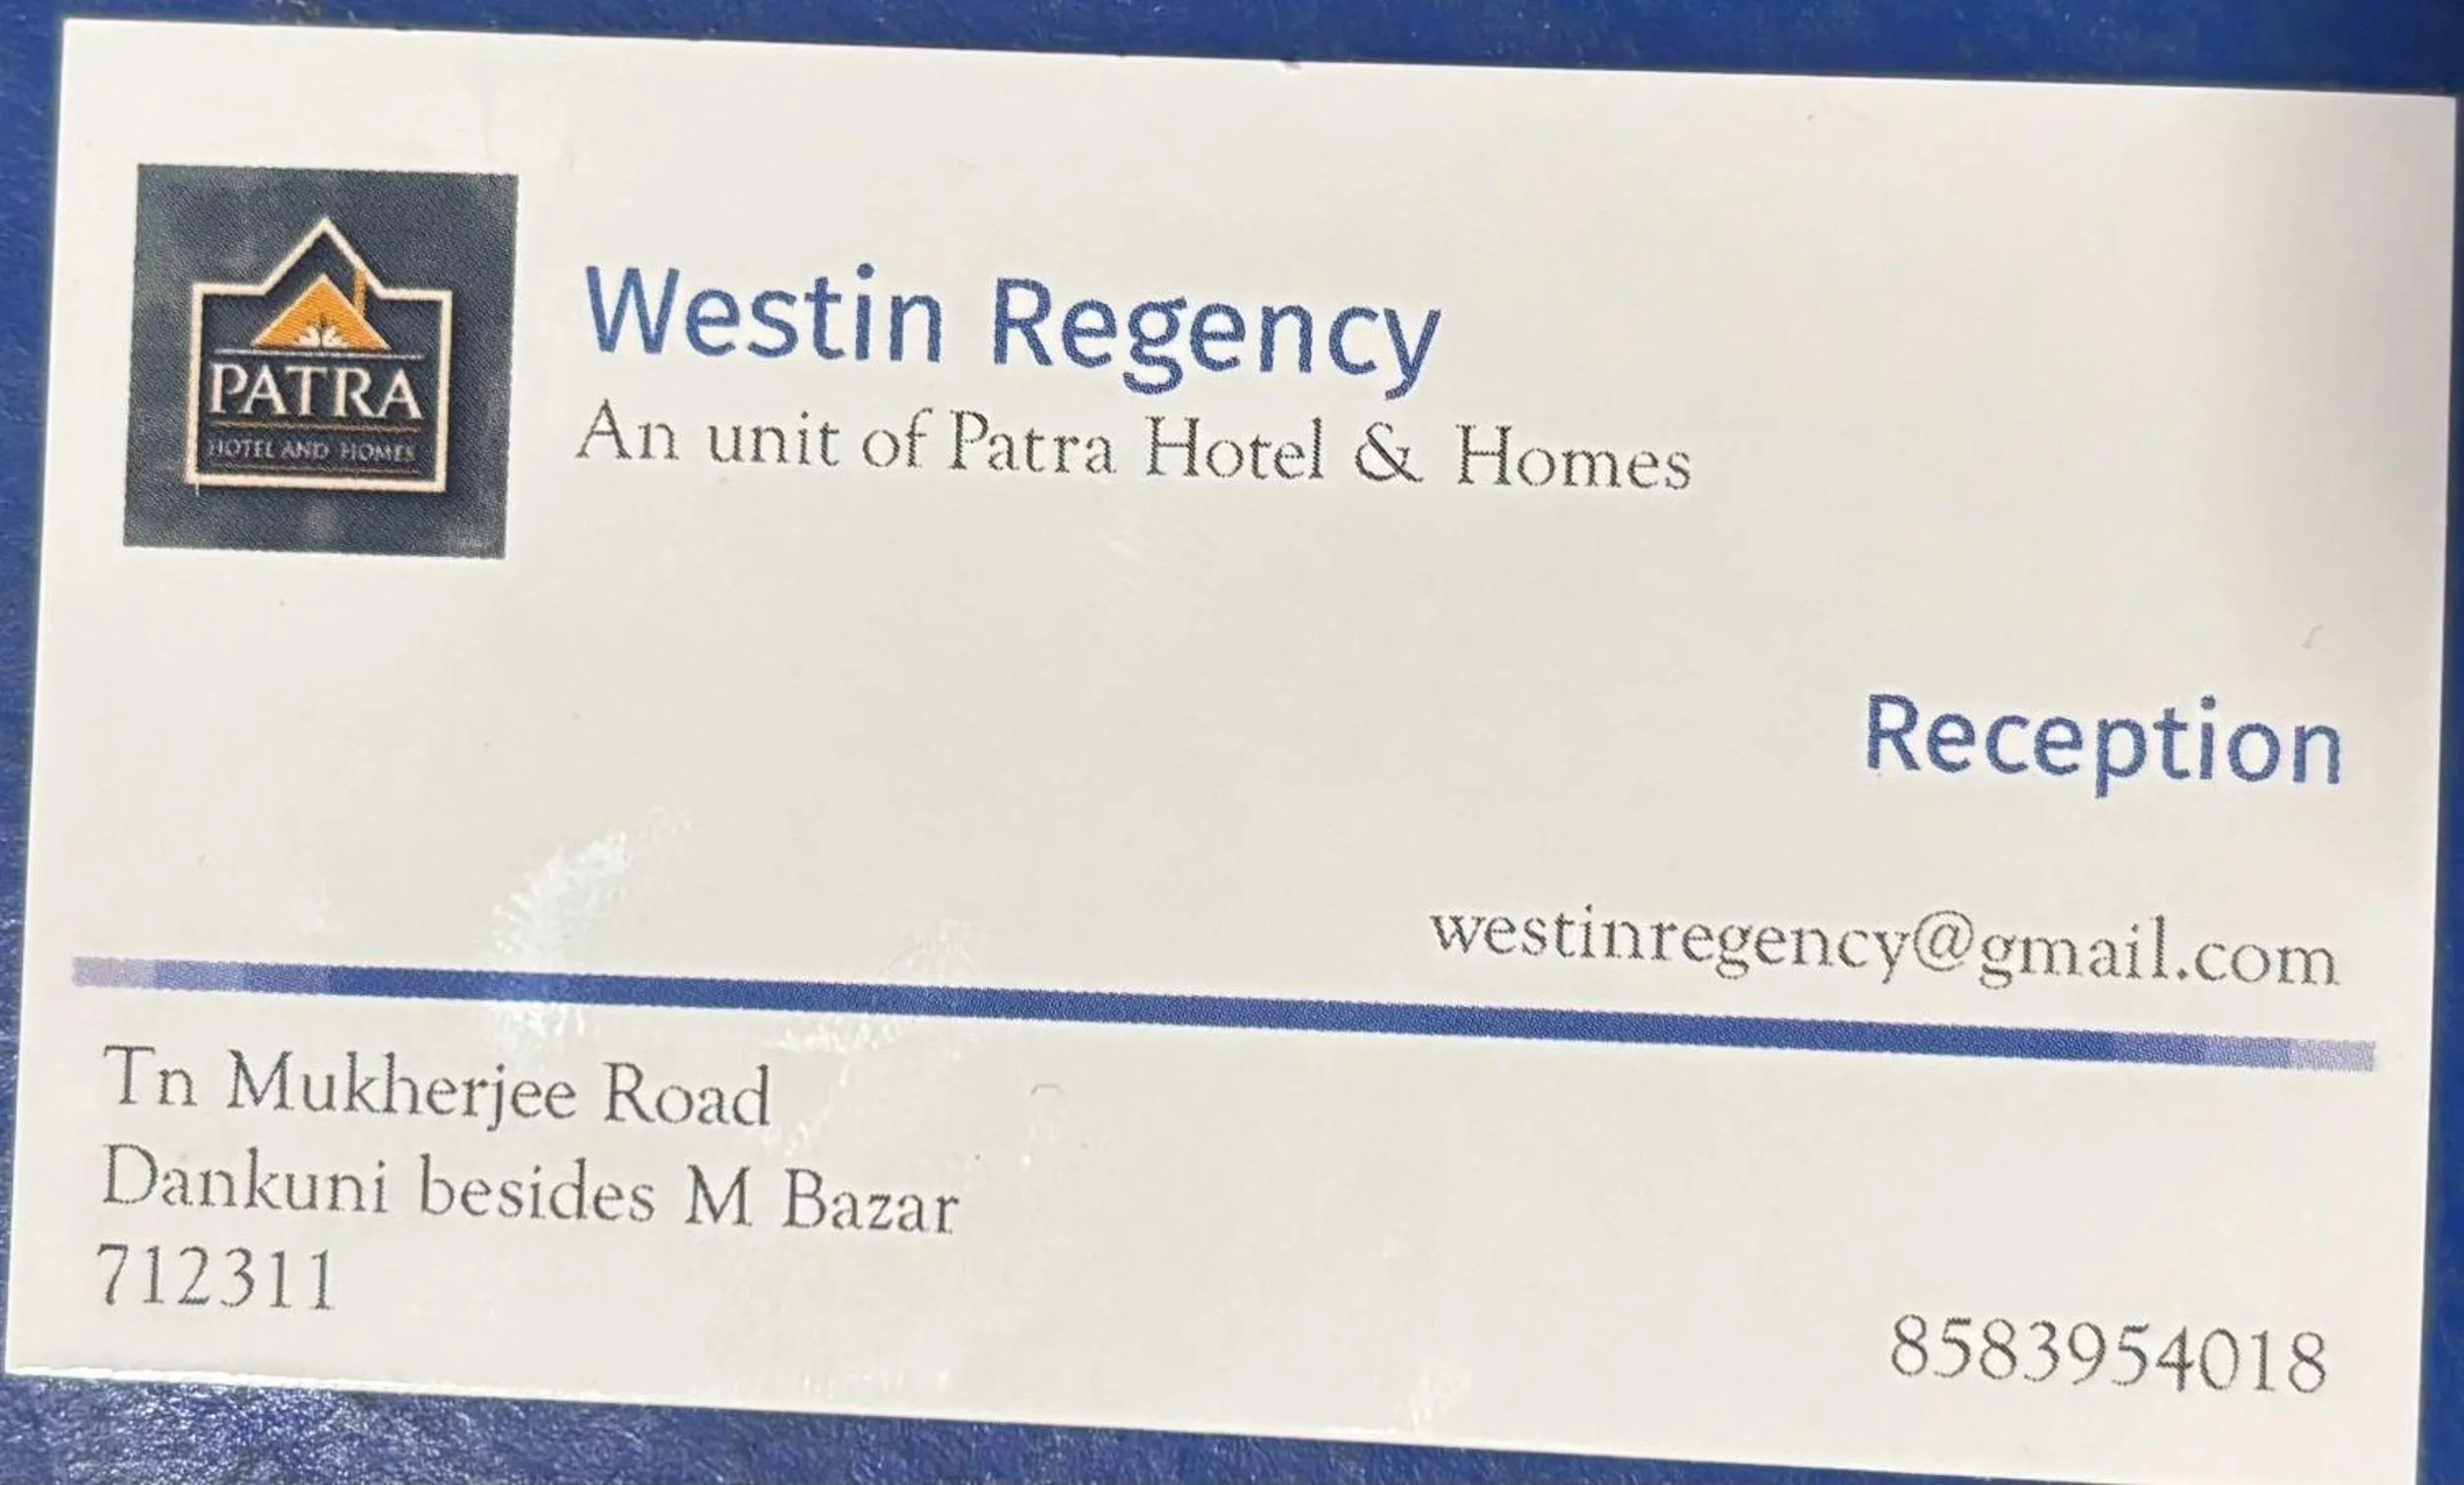 PATRA
HOTEL AND HOMES
Westin Regency
An unit of Patra Hotel & Homes
Reception
westinregency@gmail.com
Tn Mukherjee Road
Dankuni besides M Bazar
712311
8583954018